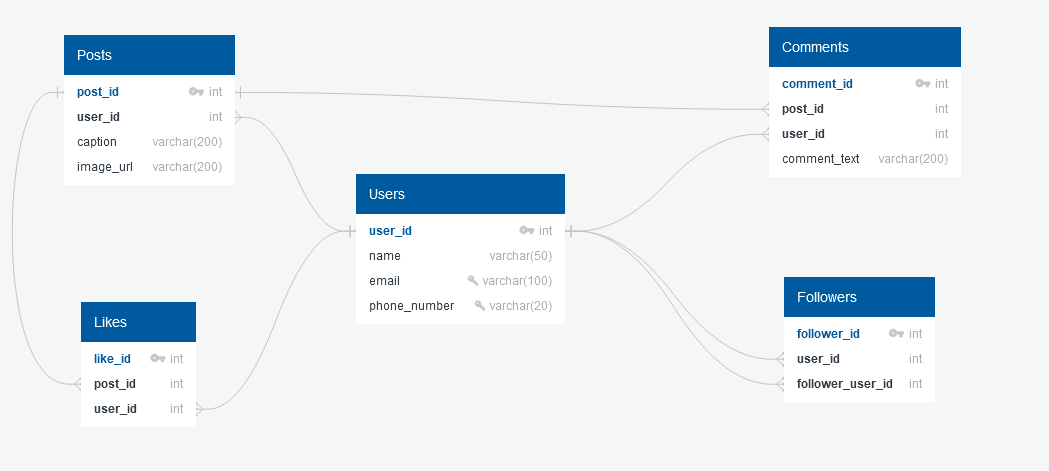 Posts
post_id int
user_id int
caption varchar(200)
image_url varchar(200)
Comments
comment_id int
post_id int
user_id int
comment_text varchar(200)
Users
user_id int
name varchar(50)
email varchar(100)
phone_number varchar(20)
Likes
like_id int
post_id int
user_id int
Followers
follower_id int
user_id int
follower_user_id int